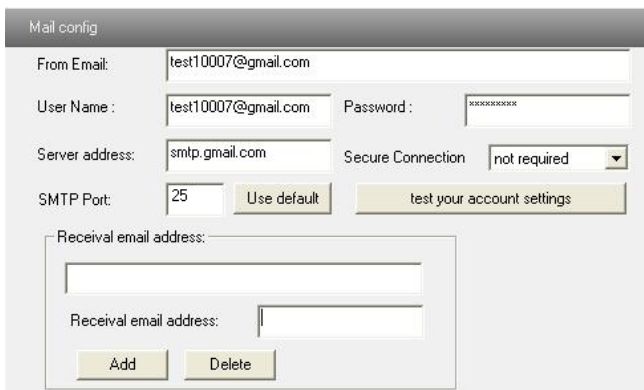 Mail config
From Email: test10007@gmail.com
User Name : test10007@gmail.com Password : xxxxxxxxx
Server address: smtp.gmail.com Secure Connection not required
SMTP Port: 25 Use default test your account settings
Receival email address:
Receival email address:
Add Delete